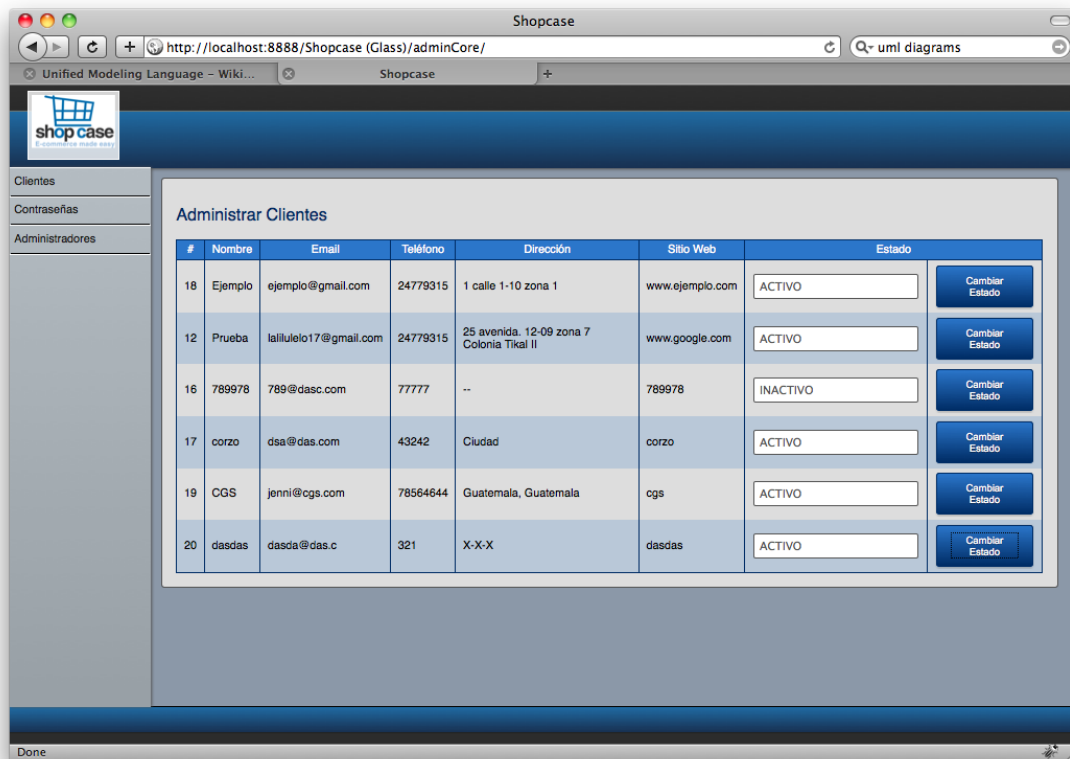 Shopcase
http://localhost:8888/Shopcase (Glass)/adminCore/
uml diagrams
Unified Modeling Language – Wiki...
Shopcase
shop case
E-commerce made easy
Clientes
Contraseñas
Administradores
Administrar Clientes
# Nombre Email Teléfono Dirección Sitio Web Estado
18 Ejemplo ejemplo@gmail.com 24779315 1 calle 1-10 zona 1 www.ejemplo.com ACTIVO Cambiar Estado
12 Prueba lalilulelo17@gmail.com 24779315 25 avenida. 12-09 zona 7 Colonia Tikal II www.google.com ACTIVO Cambiar Estado
16 789978 789@dasc.com 77777 -- 789978 INACTIVO Cambiar Estado
17 corzo dsa@das.com 43242 Ciudad corzo ACTIVO Cambiar Estado
19 CGS jenni@cgs.com 78564644 Guatemala, Guatemala cgs ACTIVO Cambiar Estado
20 dasdas dasda@das.c 321 X-X-X dasdas ACTIVO Cambiar Estado
Done